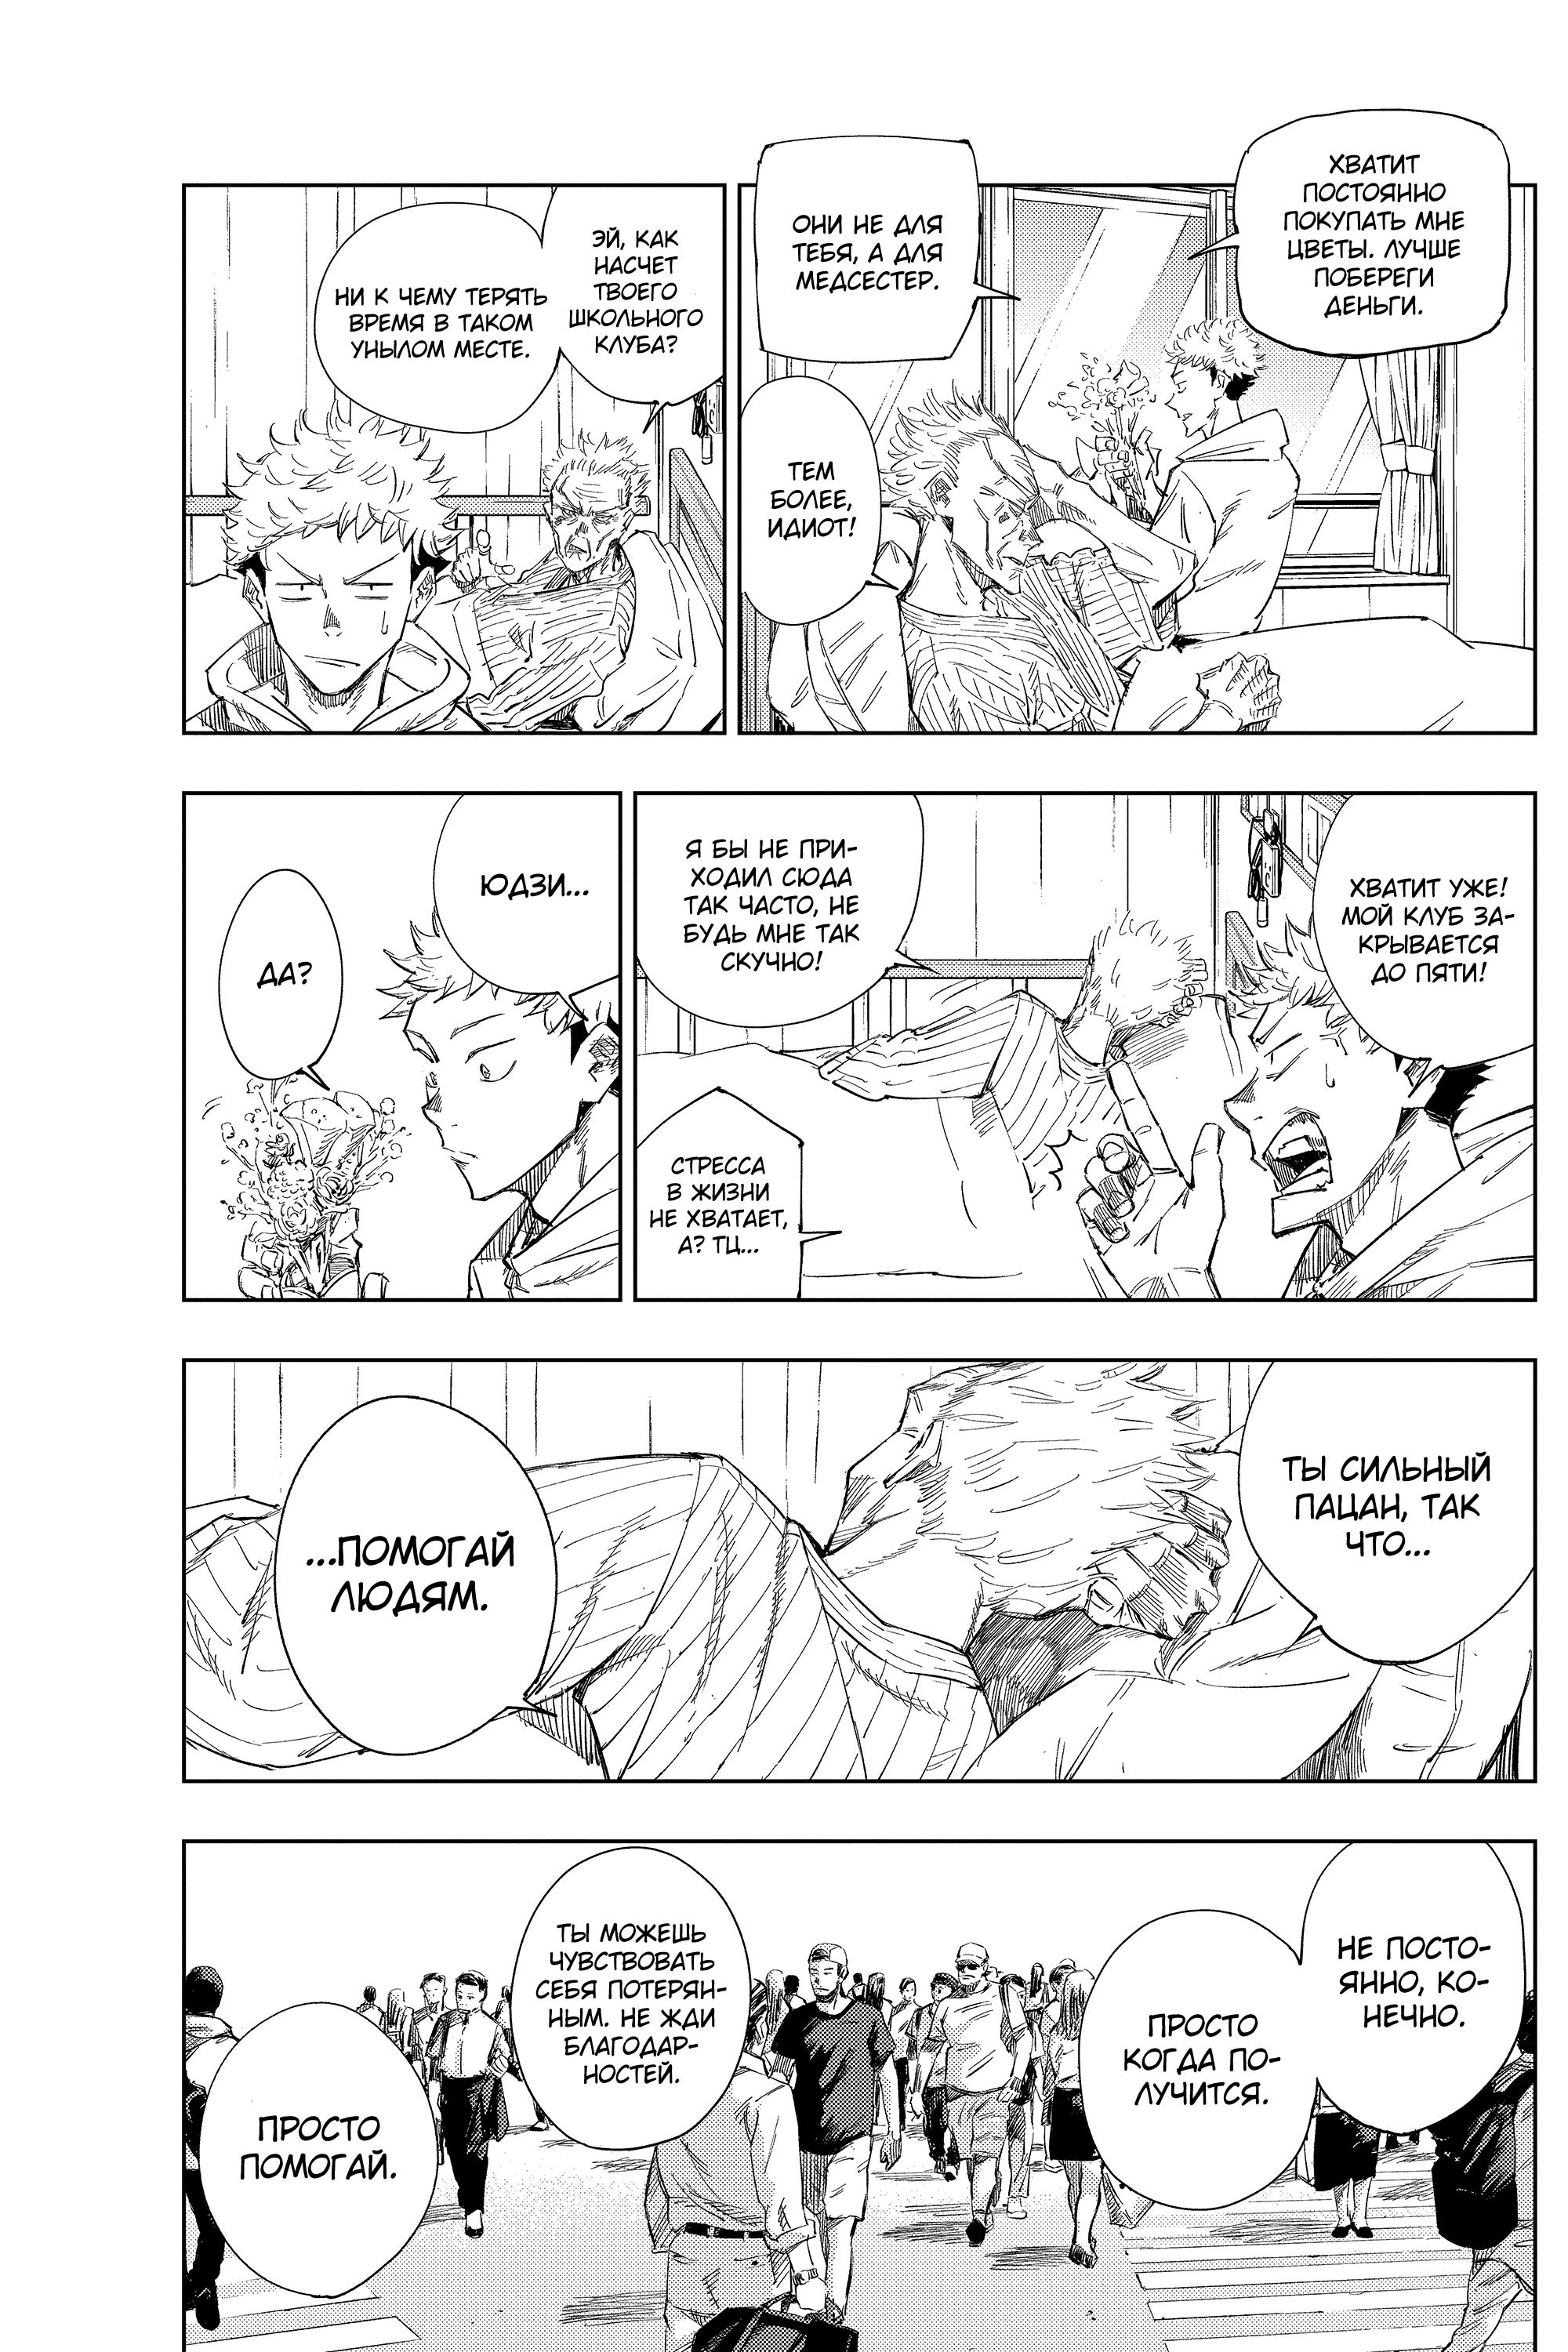 ХВАТИТ
ПОСТОЯННО
ПОКУПАТЬ МНЕ
ЦВЕТЫ. ЛУЧШЕ
ПОБЕРЕГИ
ДЕНЬГИ.
ОНИ НЕ ДЛЯ
ТЕБЯ, А ДЛЯ
МЕДСЕСТЕР.
ТЕМ
БОЛЕЕ,
ИДИОТ!
ЭЙ, КАК
НАСЧЕТ
ТВОЕГО
ШКОЛЬНОГО
КЛУБА?
НИ К ЧЕМУ ТЕРЯТЬ
ВРЕМЯ В ТАКОМ
УНЫЛОМ МЕСТЕ.
ХВАТИТ УЖЕ!
МОЙ КЛУБ ЗА-
КРЫВАЕТСЯ
ДО ПЯТИ!
Я БЫ НЕ ПРИ-
ХОДИЛ СЮДА
ТАК ЧАСТО, НЕ
БУДЬ МНЕ ТАК
СКУЧНО!
СТРЕССА
В ЖИЗНИ
НЕ ХВАТАЕТ,
А? ТЦ...
ЮДЗИ...
ДА?
ТЫ СИЛЬНЫЙ
ПАЦАН, ТАК
ЧТО...
...ПОМОГАЙ
ЛЮДЯМ.
НЕ ПОСТО-
ЯННО, КО-
НЕЧНО.
ПРОСТО
КОГДА ПО-
ЛУЧИТСЯ.
ТЫ МОЖЕШЬ
ЧУВСТВОВАТЬ
СЕБЯ ПОТЕРЯН-
НЫМ. НЕ ЖДИ
БЛАГОДАР-
НОСТЕЙ.
ПРОСТО
ПОМОГАЙ.